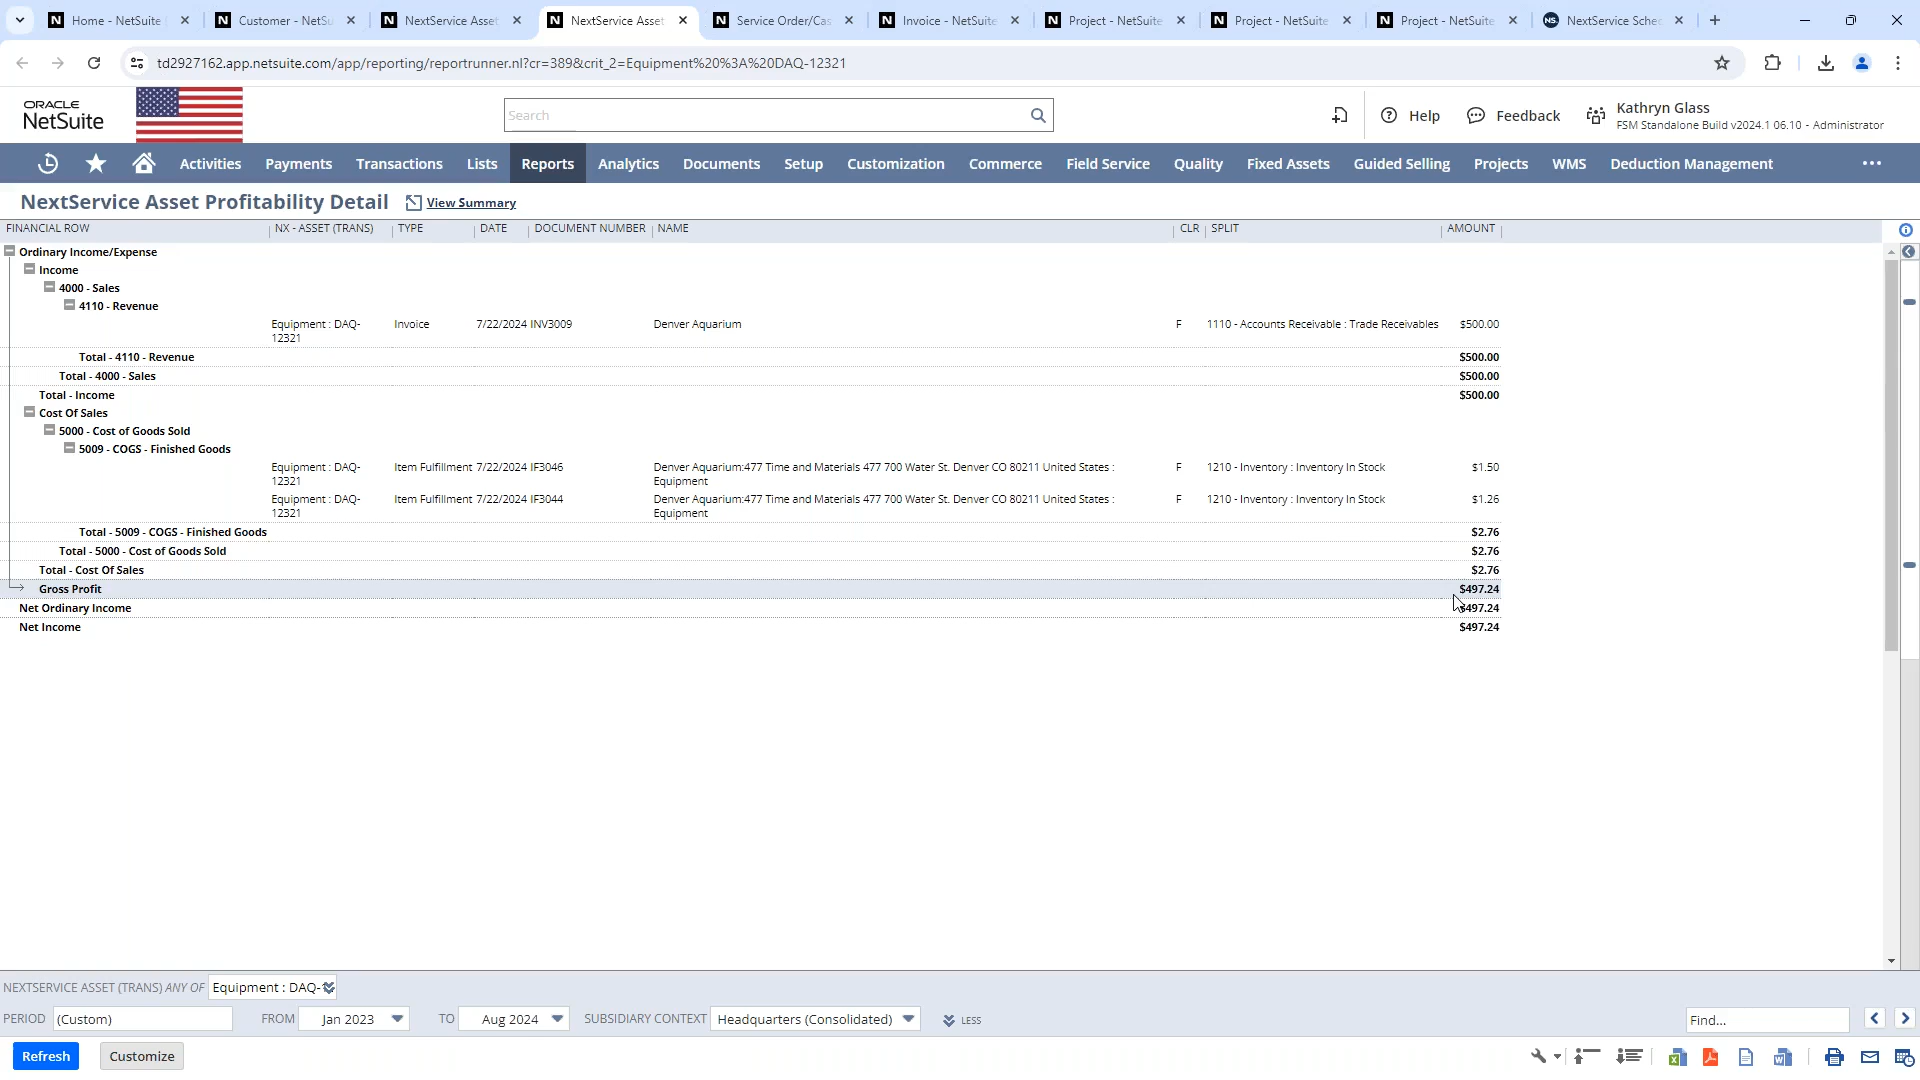 Home - NetSuite
Customer - NetSu
NextService Asset
NextService Asset
Service Order/Cas
Invoice - NetSuite
Project - NetSuite
Project - NetSuite
Project - NetSuite
NextService Sched
td2927162.app.netsuite.com/app/reporting/reportrunner.nl?cr=389&crit_2=Equipment%20%3A%20DAQ-12321
ORACLE
NetSuite
Search
Help
Feedback
Kathryn Glass
FSM Standalone Build v2024.1 06.10 - Administrator
Activities Payments Transactions Lists Reports Analytics Documents Setup Customization Commerce Field Service Quality Fixed Assets Guided Selling Projects WMS Deduction Management
NextService Asset Profitability Detail View Summary
FINANCIAL ROW NX - ASSET (TRANS) TYPE DATE DOCUMENT NUMBER NAME CLR SPLIT AMOUNT
Ordinary Income/Expense
Income
4000 - Sales
4110 - Revenue
Equipment : DAQ- Invoice 7/22/2024 INV3009 Denver Aquarium F 1110 - Accounts Receivable : Trade Receivables $500.00
12321
Total - 4110 - Revenue $500.00
Total - 4000 - Sales $500.00
Total - Income $500.00
Cost Of Sales
5000 - Cost of Goods Sold
5009 - COGS - Finished Goods
Equipment : DAQ- Item Fulfillment 7/22/2024 IF3046 Denver Aquarium:477 Time and Materials 477 700 Water St. Denver CO 80211 United States : F 1210 - Inventory : Inventory In Stock $1.50
12321 Equipment
Equipment : DAQ- Item Fulfillment 7/22/2024 IF3044 Denver Aquarium:477 Time and Materials 477 700 Water St. Denver CO 80211 United States : F 1210 - Inventory : Inventory In Stock $1.26
12321 Equipment
Total - 5009 - COGS - Finished Goods $2.76
Total - 5000 - Cost of Goods Sold $2.76
Total - Cost Of Sales $2.76
Gross Profit $497.24
Net Ordinary Income $497.24
Net Income $497.24
NEXTSERVICE ASSET (TRANS) ANY OF Equipment : DAQ-
PERIOD (Custom) FROM Jan 2023 TO Aug 2024 SUBSIDIARY CONTEXT Headquarters (Consolidated) LESS Find...
Refresh Customize